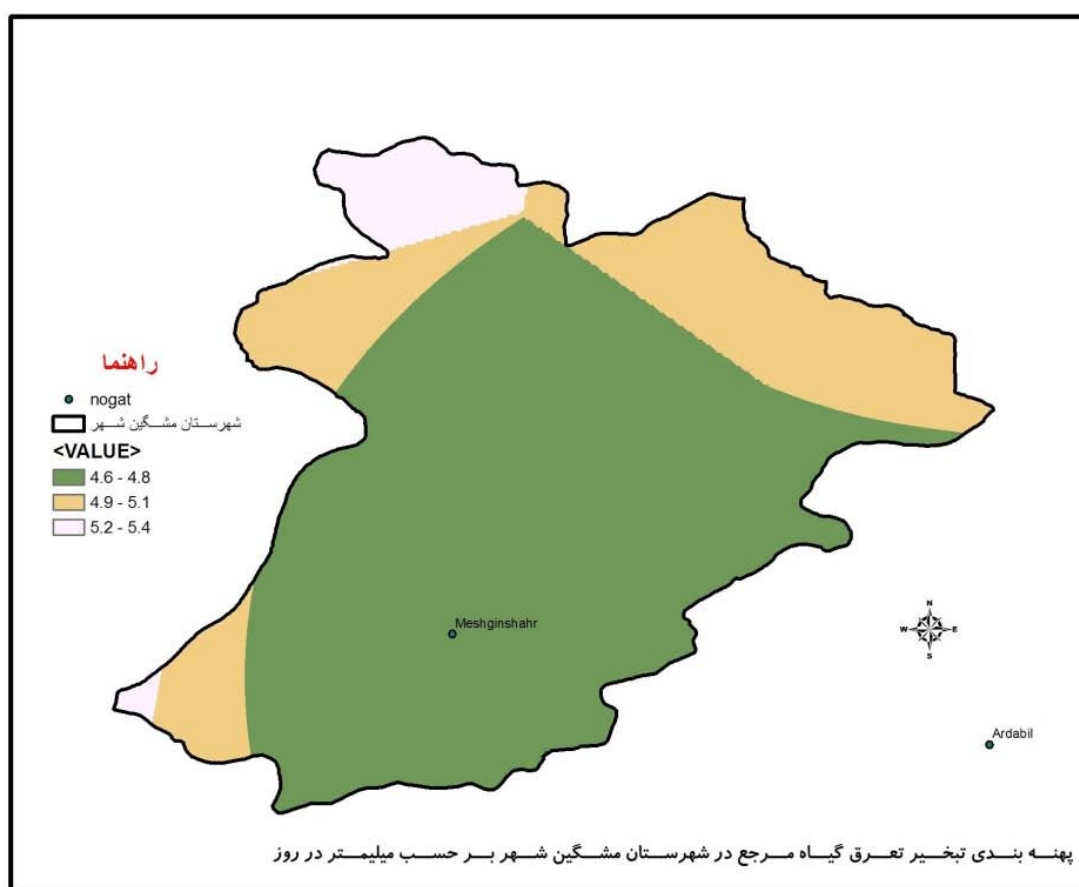 راهنما
nogat
شهرستان مشگین شهر
<VALUE>
4.6 - 4.8
4.9 - 5.1
5.2 - 5.4
Meshginshahr
N
W E
S
Ardabil
پهنه بندی تبخیر تعرق گیاه مرجع در شهرستان مشگین شهر بر حسب میلیمتر در روز